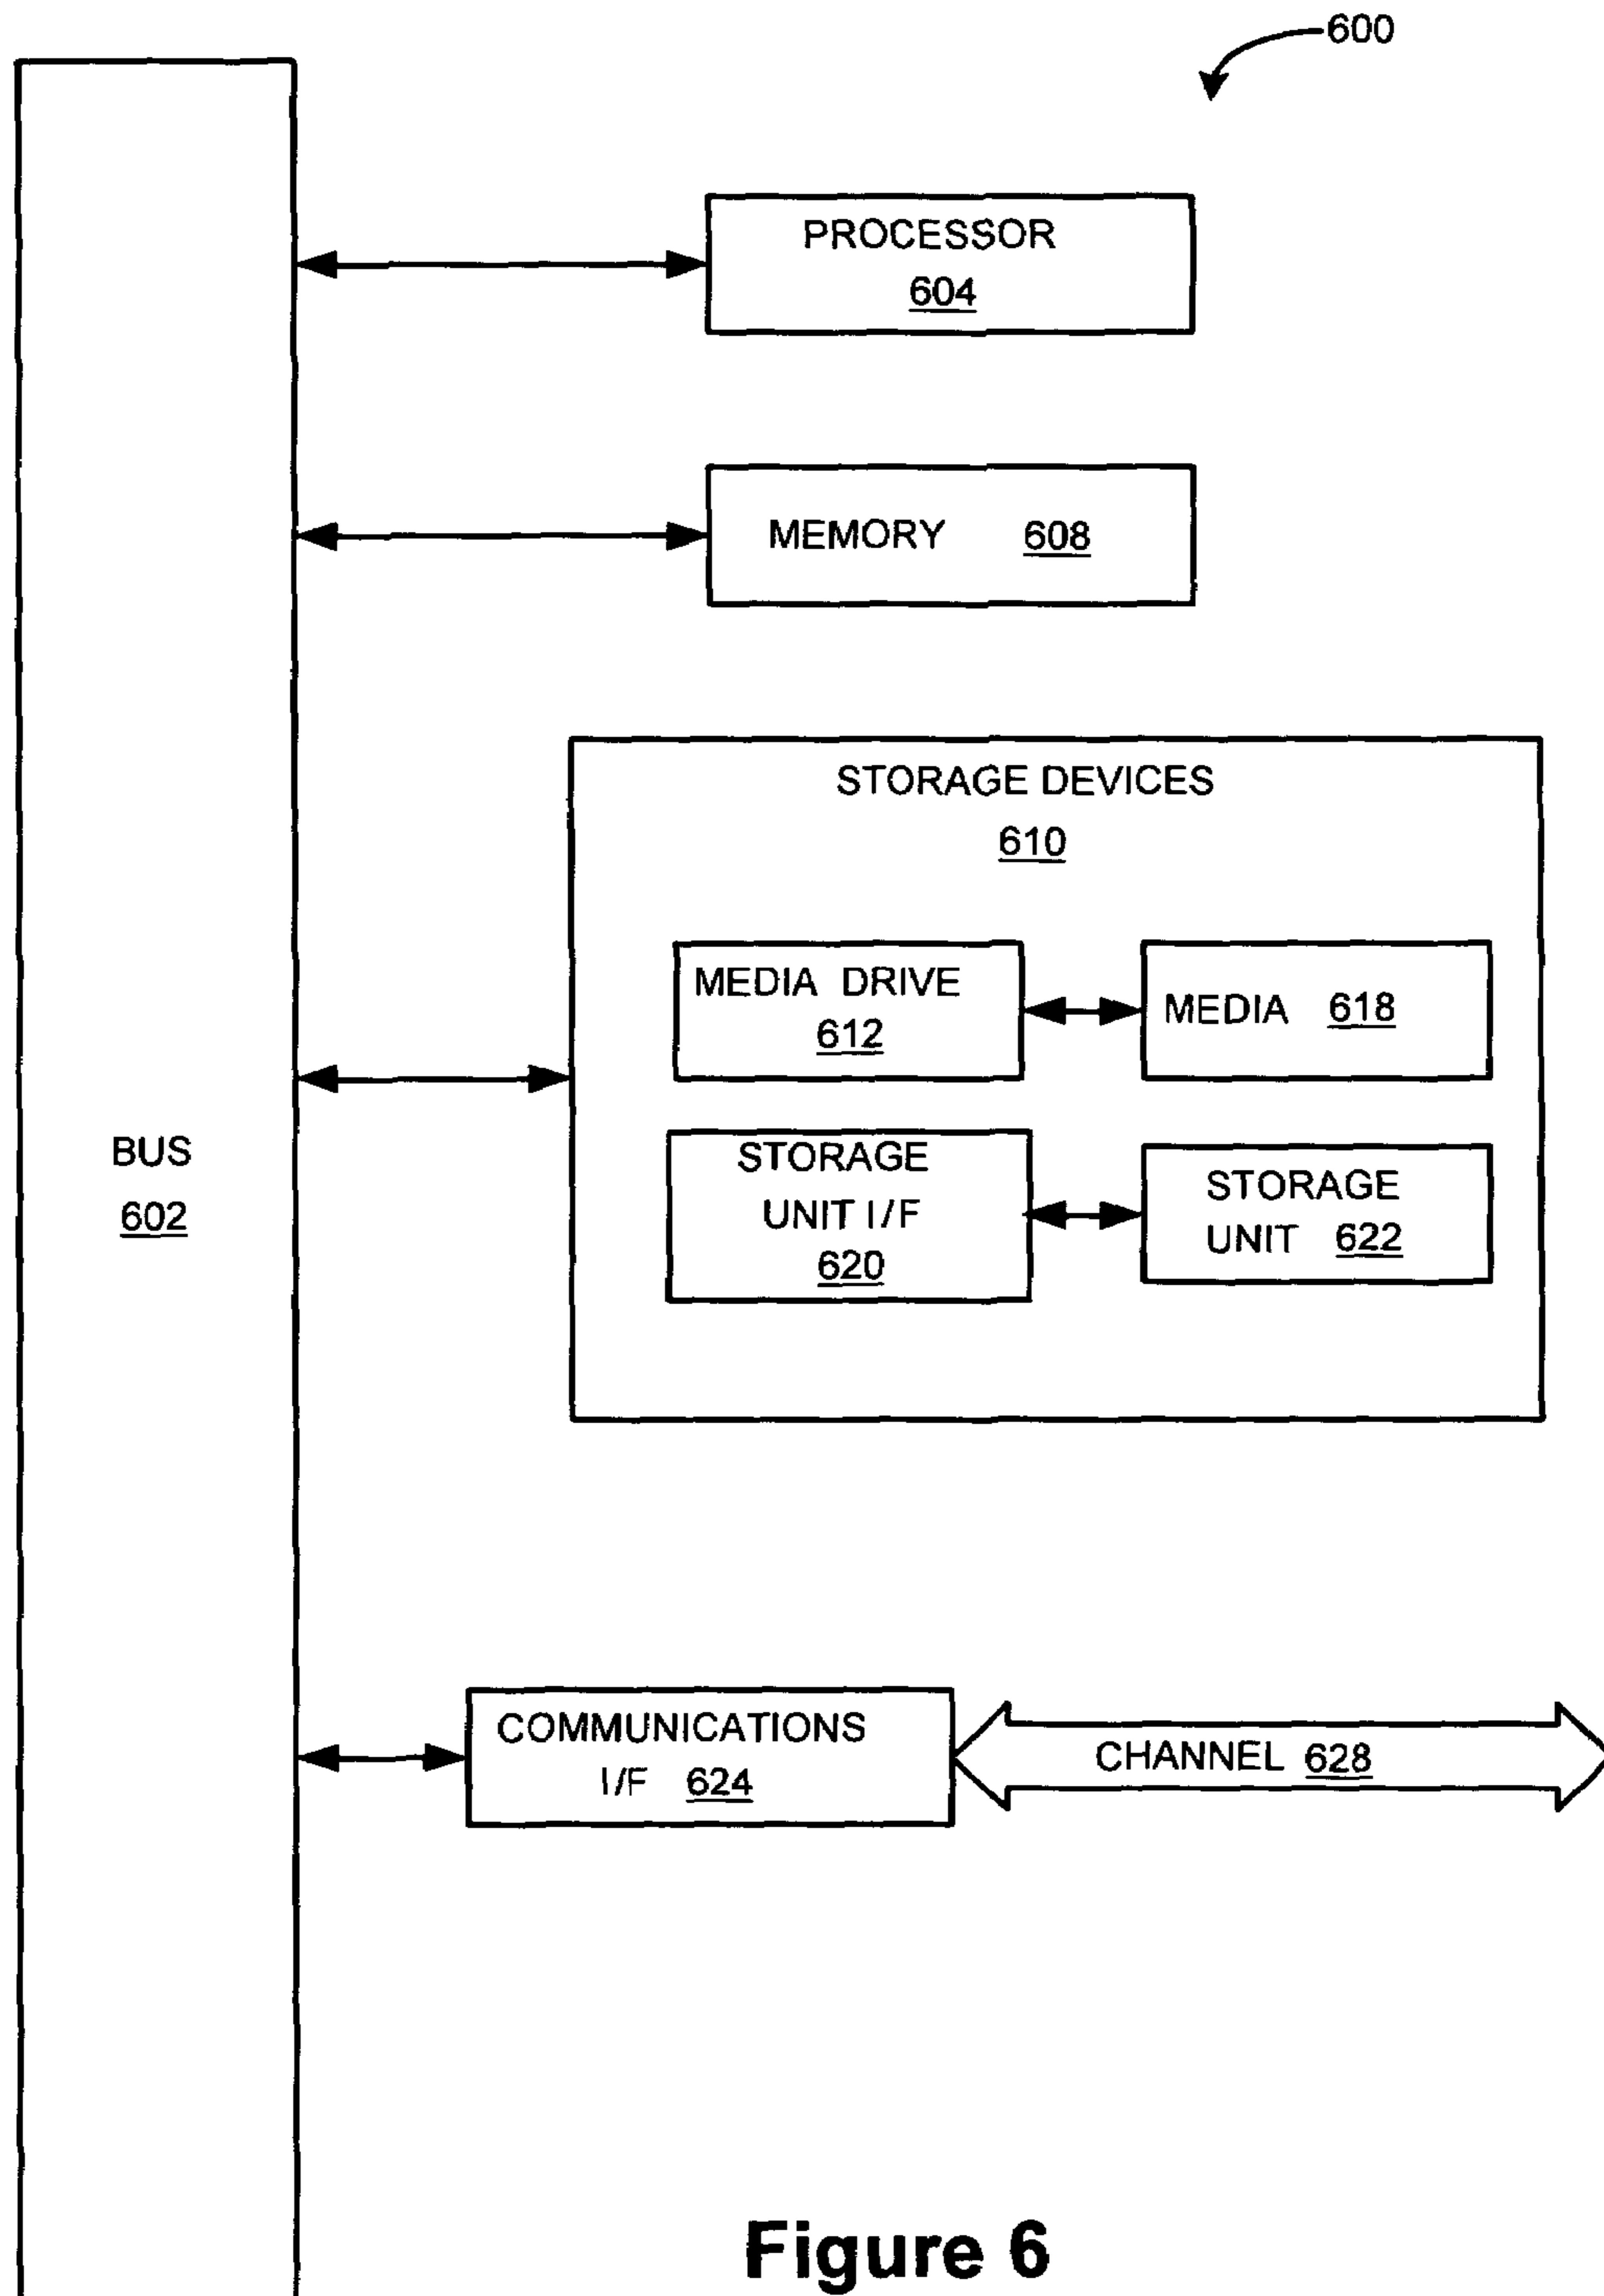 600
PROCESSOR
604
MEMORY 608
STORAGE DEVICES
610
MEDIA DRIVE
612
MEDIA 618
BUS
602
STORAGE
UNIT I/F
620
STORAGE
UNIT 622
COMMUNICATIONS
I/F 624
CHANNEL 628
Figure 6